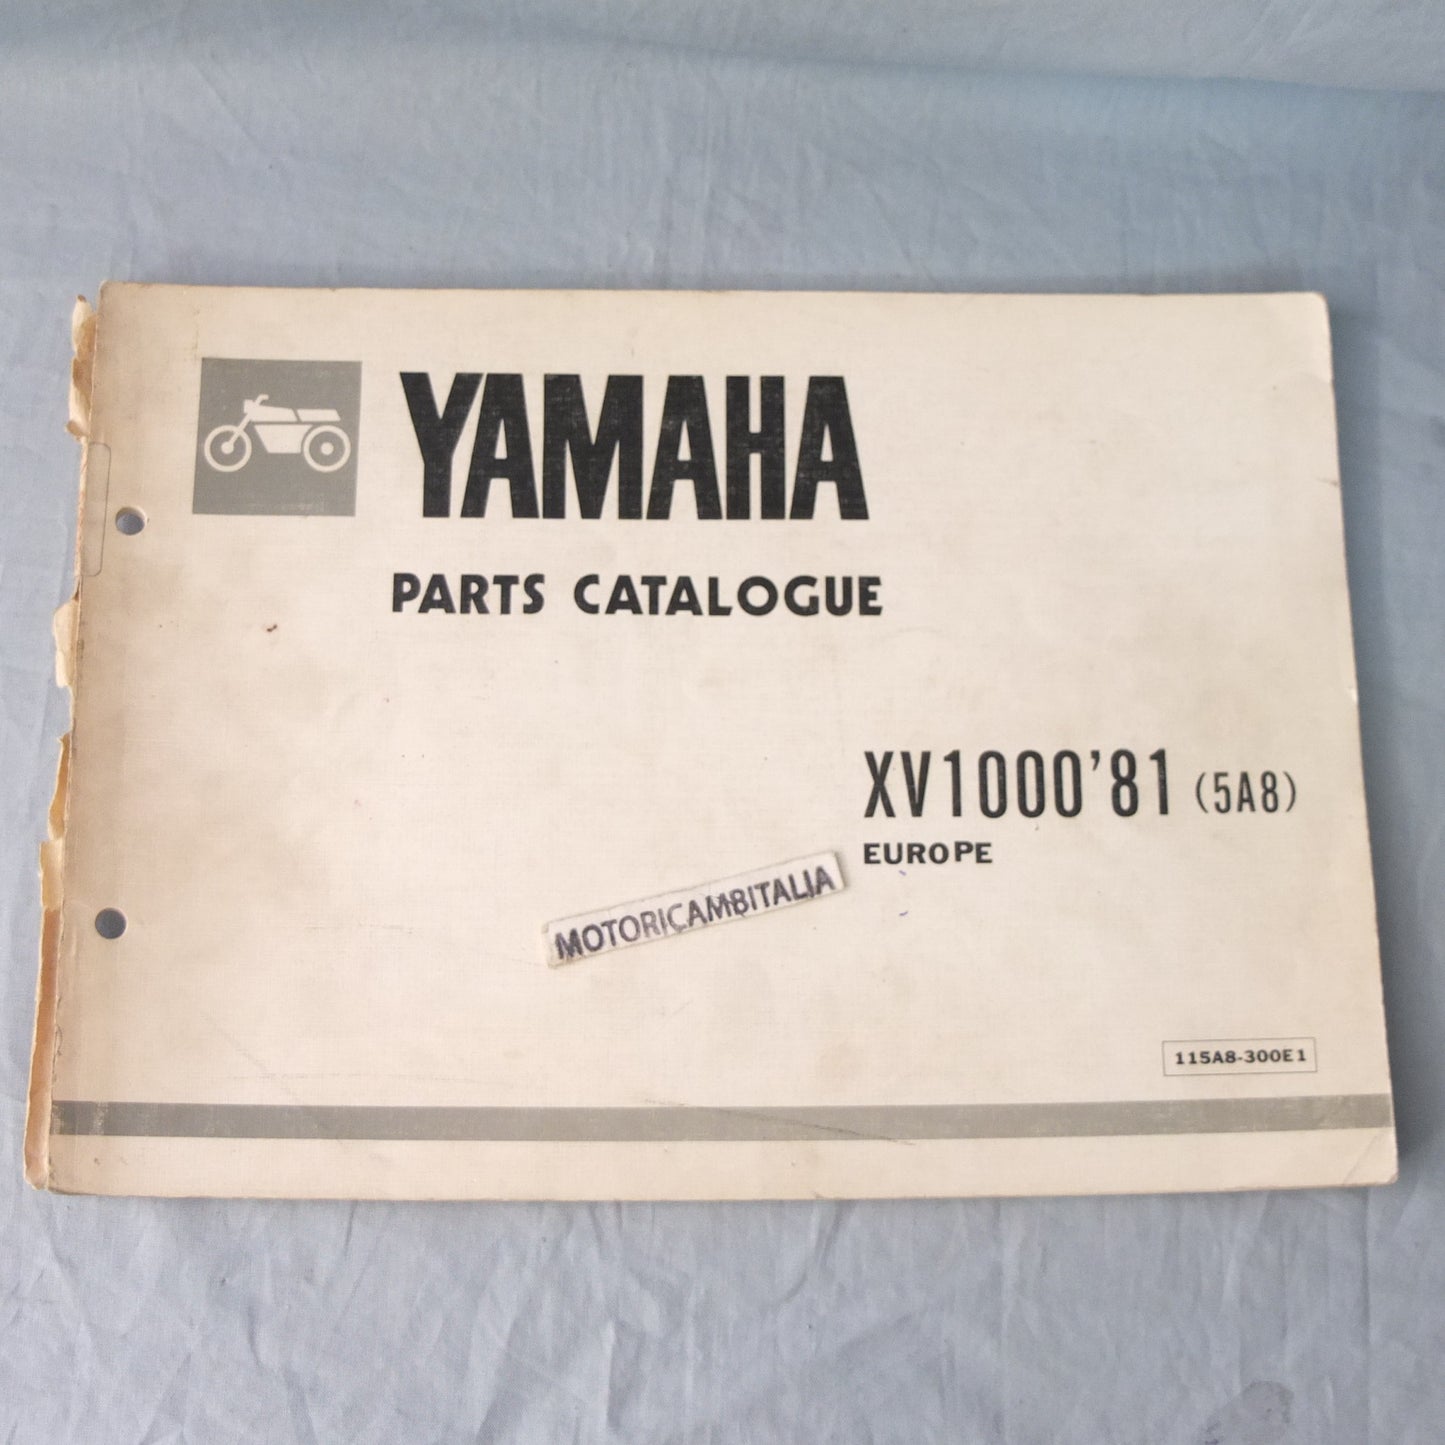 YAMAHA
PARTS CATALOGUE
XV1000'81 (5A8)
EUROPE
MOTORICAMBITALIA
115A8-300E1